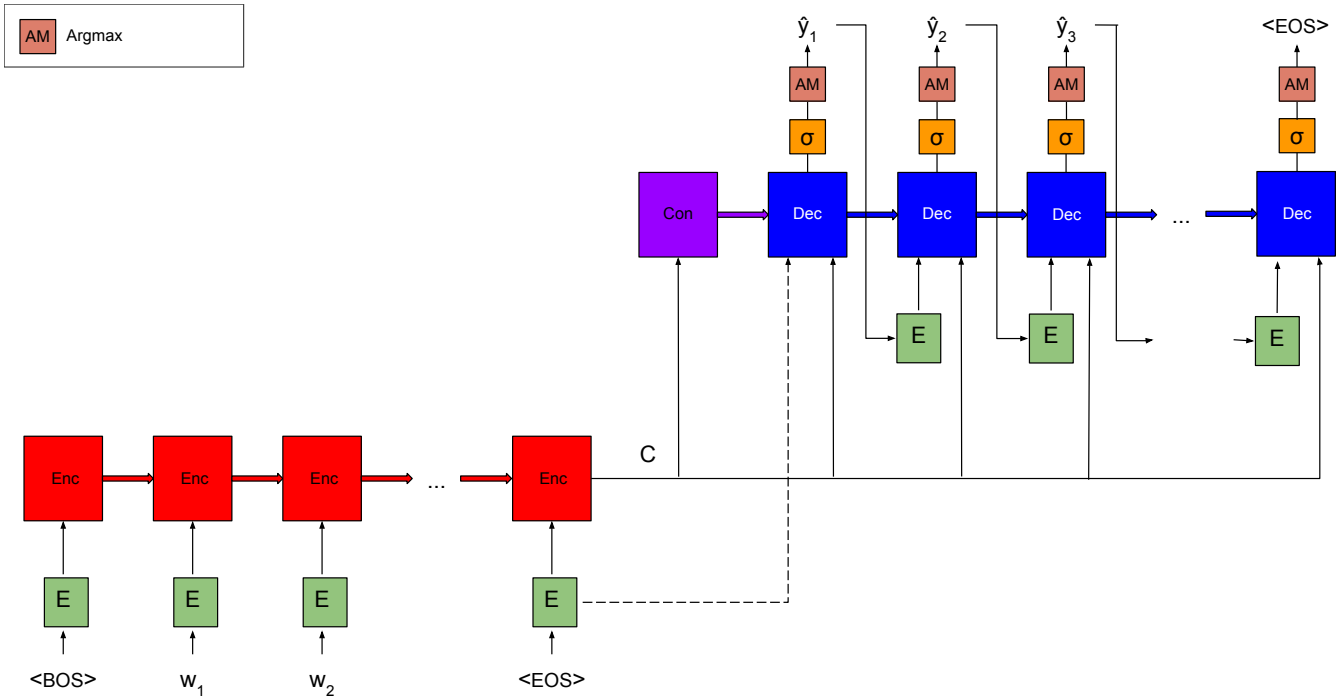 AM Argmax
ŷ1 ŷ2 ŷ3 <EOS>
AM AM AM AM
σ σ σ σ
Con Dec Dec Dec ... Dec
E E E
C
Enc Enc Enc ... Enc
E E E E
<BOS> w1 w2 <EOS>